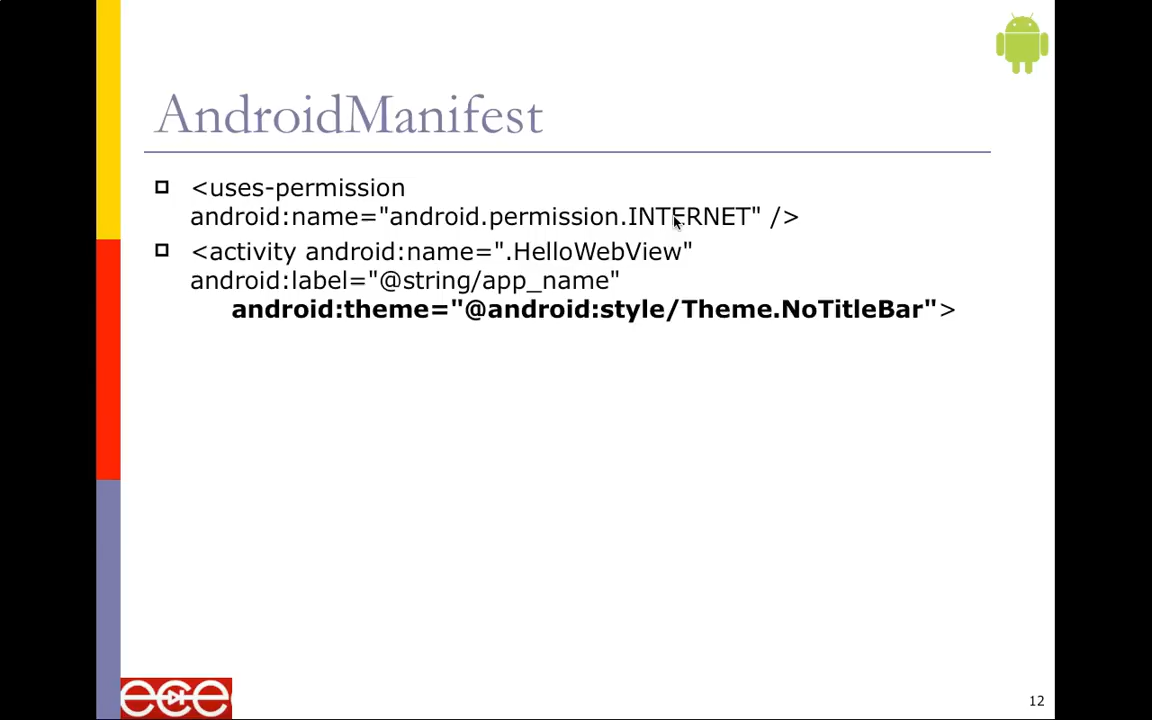 AndroidManifest
<uses-permission
android:name="android.permission.INTERNET" />
<activity android:name=".HelloWebView"
android:label="@string/app_name"
android:theme="@android:style/Theme.NoTitleBar">
ece
12